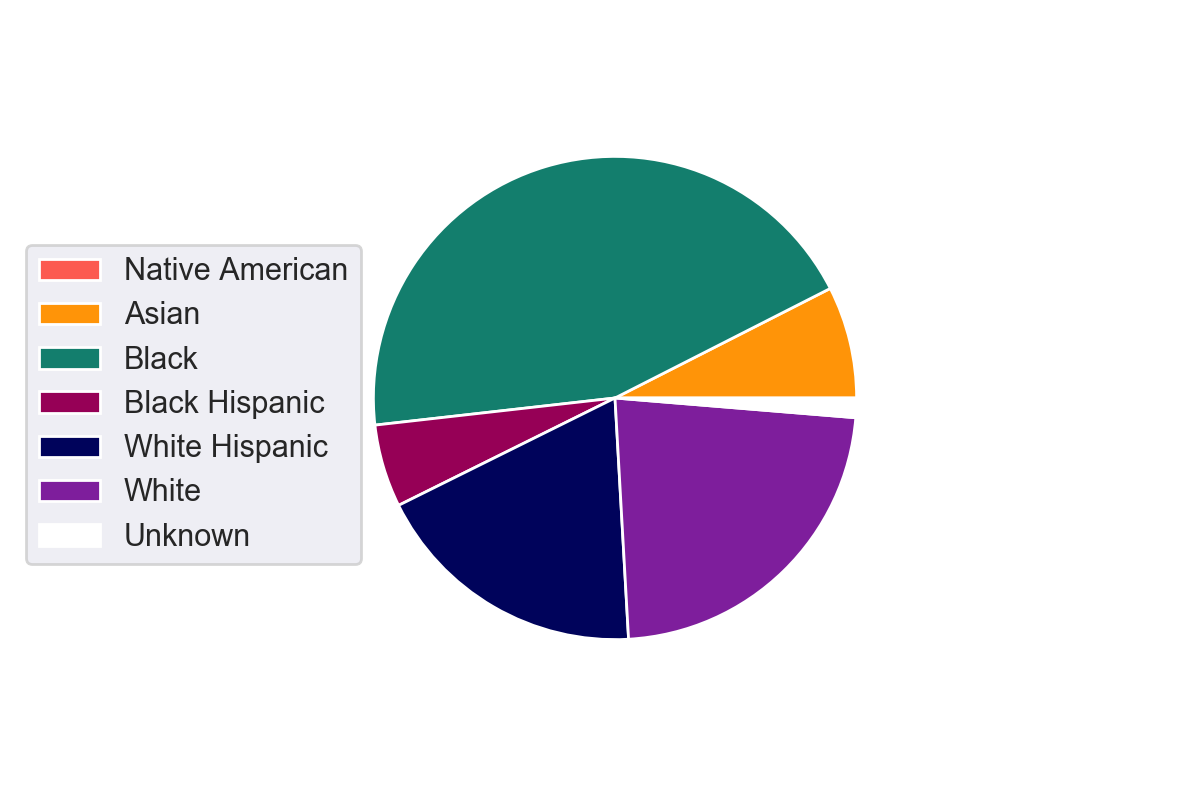 Native American
Asian
Black
Black Hispanic
White Hispanic
White
Unknown